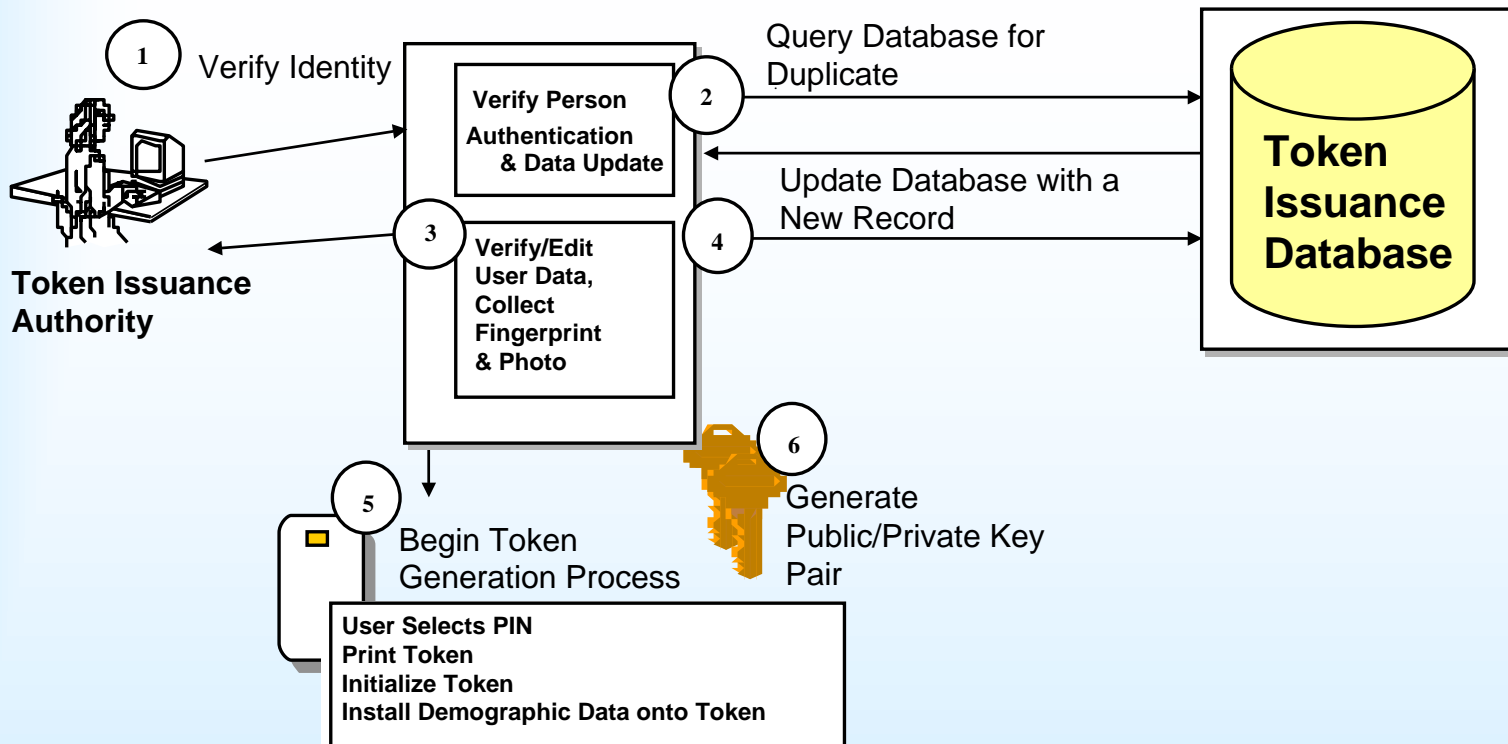 1
Verify Identity
Token Issuance
Authority
Verify Person
Authentication
& Data Update
2
Query Database for
Duplicate
Update Database with a
New Record
3
Verify/Edit
User Data,
Collect
Fingerprint
& Photo
4
Token
Issuance
Database
5
Begin Token
Generation Process
User Selects PIN
Print Token
Initialize Token
Install Demographic Data onto Token
6
Generate
Public/Private Key
Pair